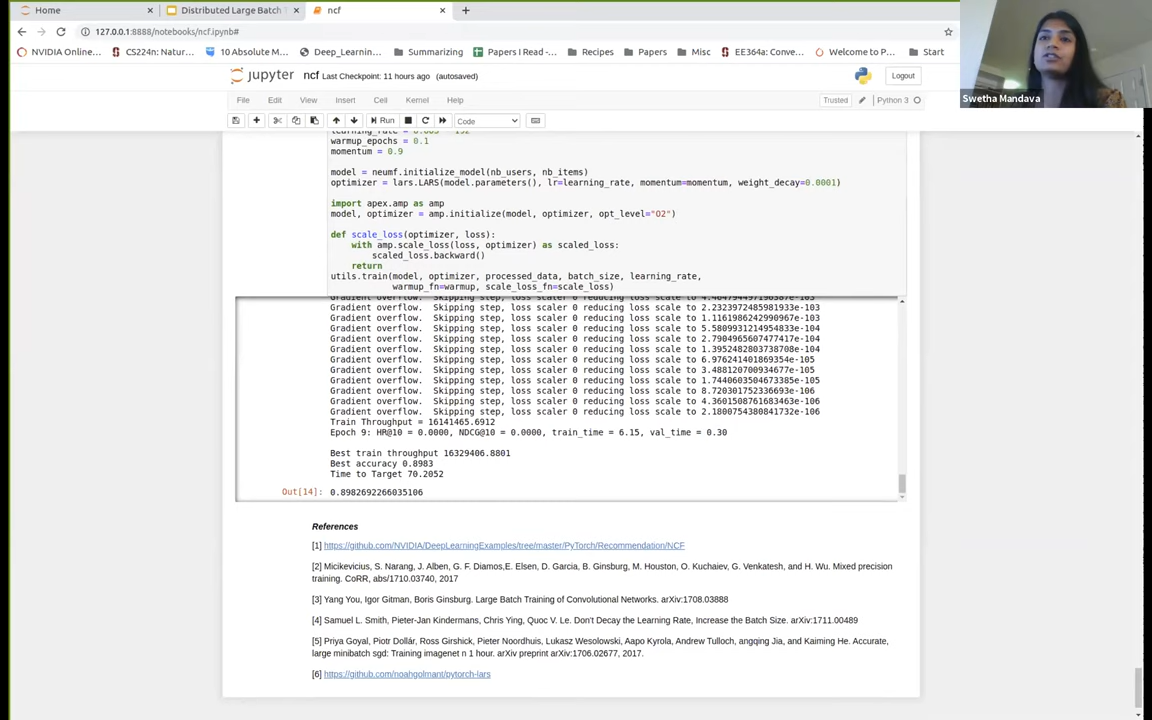 Home
Distributed Large Batch T
ncf
127.0.0.1:8888/notebooks/ncf.ipynb#
NVIDIA Online...
CS224n: Natur...
10 Absolute M...
Deep_Learnin...
Summarizing
Papers I Read -...
Recipes
Papers
Misc
EE364a: Conve...
Welcome to P...
Start
Swetha Mandava
jupyter
ncf Last Checkpoint: 11 hours ago (autosaved)
Logout
File Edit View Insert Cell Kernel Help
Trusted
Python 3
Run
Code
warmup_epochs = 0.1
momentum = 0.9
model = neumf.initialize_model(nb_users, nb_items)
optimizer = lars.LARS(model.parameters(), lr=learning_rate, momentum=momentum, weight_decay=0.0001)
import apex.amp as amp
model, optimizer = amp.initialize(model, optimizer, opt_level="O2")
def scale_loss(optimizer, loss):
with amp.scale_loss(loss, optimizer) as scaled_loss:
scaled_loss.backward()
return
utils.train(model, optimizer, processed_data, batch_size, learning_rate,
warmup_fn=warmup, scale_loss_fn=scale_loss)
Gradient overflow. Skipping step, loss scaler 0 reducing loss scale to
Gradient overflow. Skipping step, loss scaler 0 reducing loss scale to 2.2323972485981933e-103
Gradient overflow. Skipping step, loss scaler 0 reducing loss scale to 1.1161986242990967e-103
Gradient overflow. Skipping step, loss scaler 0 reducing loss scale to 5.5809931214954833e-104
Gradient overflow. Skipping step, loss scaler 0 reducing loss scale to 2.7904965607477417e-104
Gradient overflow. Skipping step, loss scaler 0 reducing loss scale to 1.3952482803738708e-104
Gradient overflow. Skipping step, loss scaler 0 reducing loss scale to 6.976241401869354e-105
Gradient overflow. Skipping step, loss scaler 0 reducing loss scale to 3.488120700934677e-105
Gradient overflow. Skipping step, loss scaler 0 reducing loss scale to 1.7440603504673385e-105
Gradient overflow. Skipping step, loss scaler 0 reducing loss scale to 8.720301752336693e-106
Gradient overflow. Skipping step, loss scaler 0 reducing loss scale to 4.3601508761683463e-106
Gradient overflow. Skipping step, loss scaler 0 reducing loss scale to 2.1800754380841732e-106
Train Throughput = 16141465.6912
Epoch 9: HR@10 = 0.0000, NDCG@10 = 0.0000, train_time = 6.15, val_time = 0.30
Best train throughput 16329406.8801
Best accuracy 0.8983
Time to Target 70.2052
Out[14]: 0.8982692266035106
References
[1] https://github.com/NVIDIA/DeepLearningExamples/tree/master/PyTorch/Recommendation/NCF
[2] Micikevicius, S. Narang, J. Alben, G. F. Diamos,E. Elsen, D. Garcia, B. Ginsburg, M. Houston, O. Kuchaiev, G. Venkatesh, and H. Wu. Mixed precision
training. CoRR, abs/1710.03740, 2017
[3] Yang You, Igor Gitman, Boris Ginsburg. Large Batch Training of Convolutional Networks. arXiv:1708.03888
[4] Samuel L. Smith, Pieter-Jan Kindermans, Chris Ying, Quoc V. Le. Don't Decay the Learning Rate, Increase the Batch Size. arXiv:1711.00489
[5] Priya Goyal, Piotr Dollár, Ross Girshick, Pieter Noordhuis, Lukasz Wesolowski, Aapo Kyrola, Andrew Tulloch, angqing Jia, and Kaiming He. Accurate,
large minibatch sgd: Training imagenet n 1 hour. arXiv preprint arXiv:1706.02677, 2017.
[6] https://github.com/noahgolmant/pytorch-lars